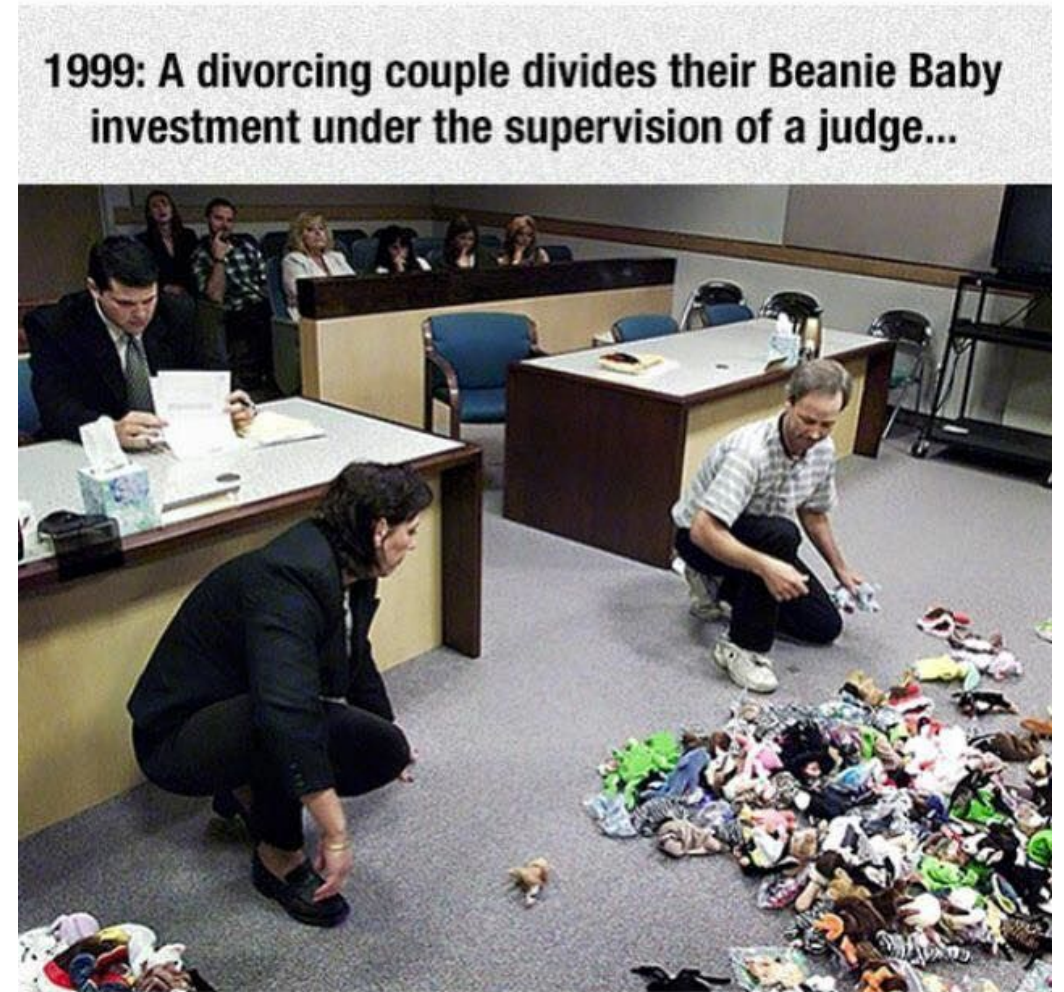 1999: A divorcing couple divides their Beanie Baby
investment under the supervision of a judge...